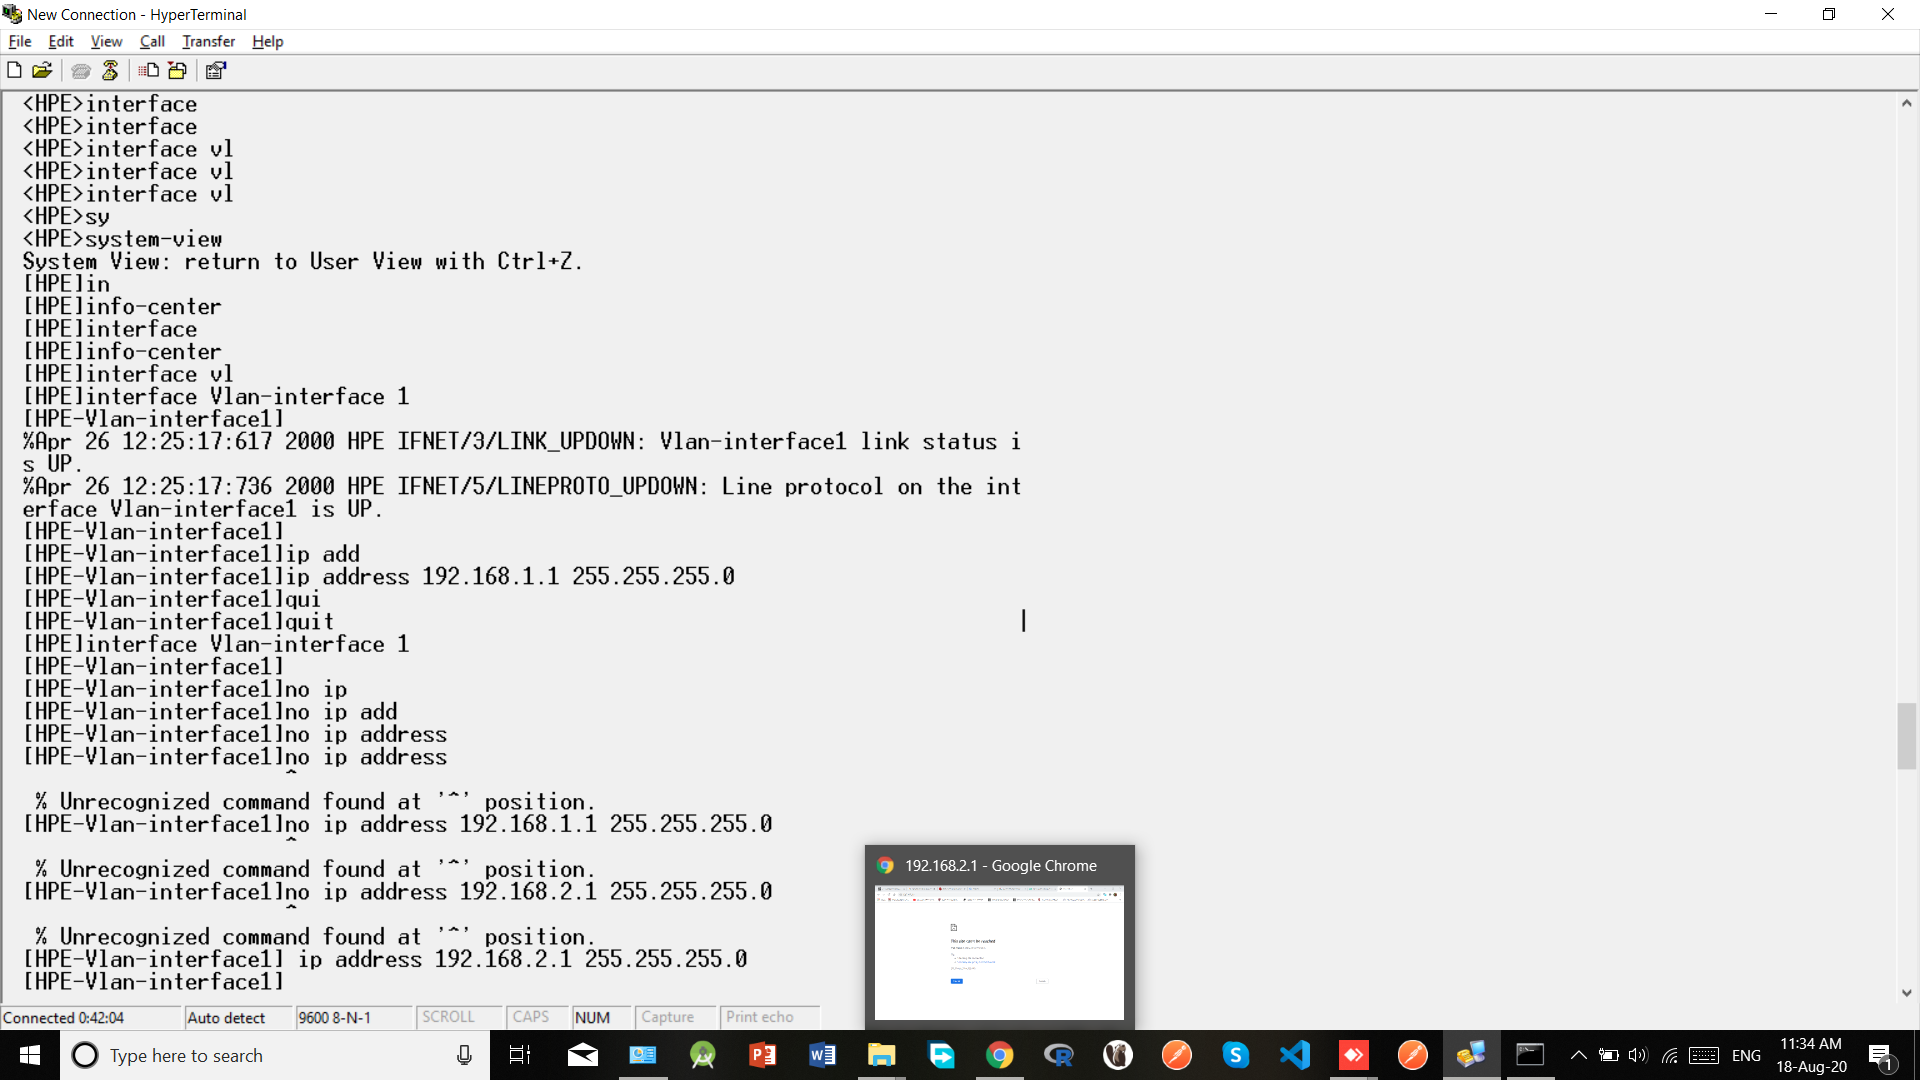 New Connection - HyperTerminal
File Edit View Call Transfer Help
<HPE>interface
<HPE>interface
<HPE>interface vl
<HPE>interface vl
<HPE>interface vl
<HPE>sy
<HPE>system-view
System View: return to User View with Ctrl+Z.
[HPE]in
[HPE]info-center
[HPE]interface
[HPE]info-center
[HPE]interface vl
[HPE]interface Vlan-interface 1
[HPE-Vlan-interface1]
%Apr 26 12:25:17:617 2000 HPE IFNET/3/LINK_UPDOWN: Vlan-interface1 link status i
s UP.
%Apr 26 12:25:17:736 2000 HPE IFNET/5/LINEPROTO_UPDOWN: Line protocol on the int
erface Vlan-interface1 is UP.
[HPE-Vlan-interface1]
[HPE-Vlan-interface1]ip add
[HPE-Vlan-interface1]ip address 192.168.1.1 255.255.255.0
[HPE-Vlan-interface1]qui
[HPE-Vlan-interface1]quit
[HPE]interface Vlan-interface 1
[HPE-Vlan-interface1]
[HPE-Vlan-interface1]no ip
[HPE-Vlan-interface1]no ip add
[HPE-Vlan-interface1]no ip address
[HPE-Vlan-interface1]no ip address
^
% Unrecognized command found at '^' position.
[HPE-Vlan-interface1]no ip address 192.168.1.1 255.255.255.0
^
% Unrecognized command found at '^' position.
[HPE-Vlan-interface1]no ip address 192.168.2.1 255.255.255.0
^
% Unrecognized command found at '^' position.
[HPE-Vlan-interface1] ip address 192.168.2.1 255.255.255.0
[HPE-Vlan-interface1]
192.168.2.1 - Google Chrome
This site can't be reached
Connected 0:42:04 Auto detect 9600 8-N-1 SCROLL CAPS NUM Capture Print echo
Type here to search
ENG
11:34 AM
18-Aug-20
1